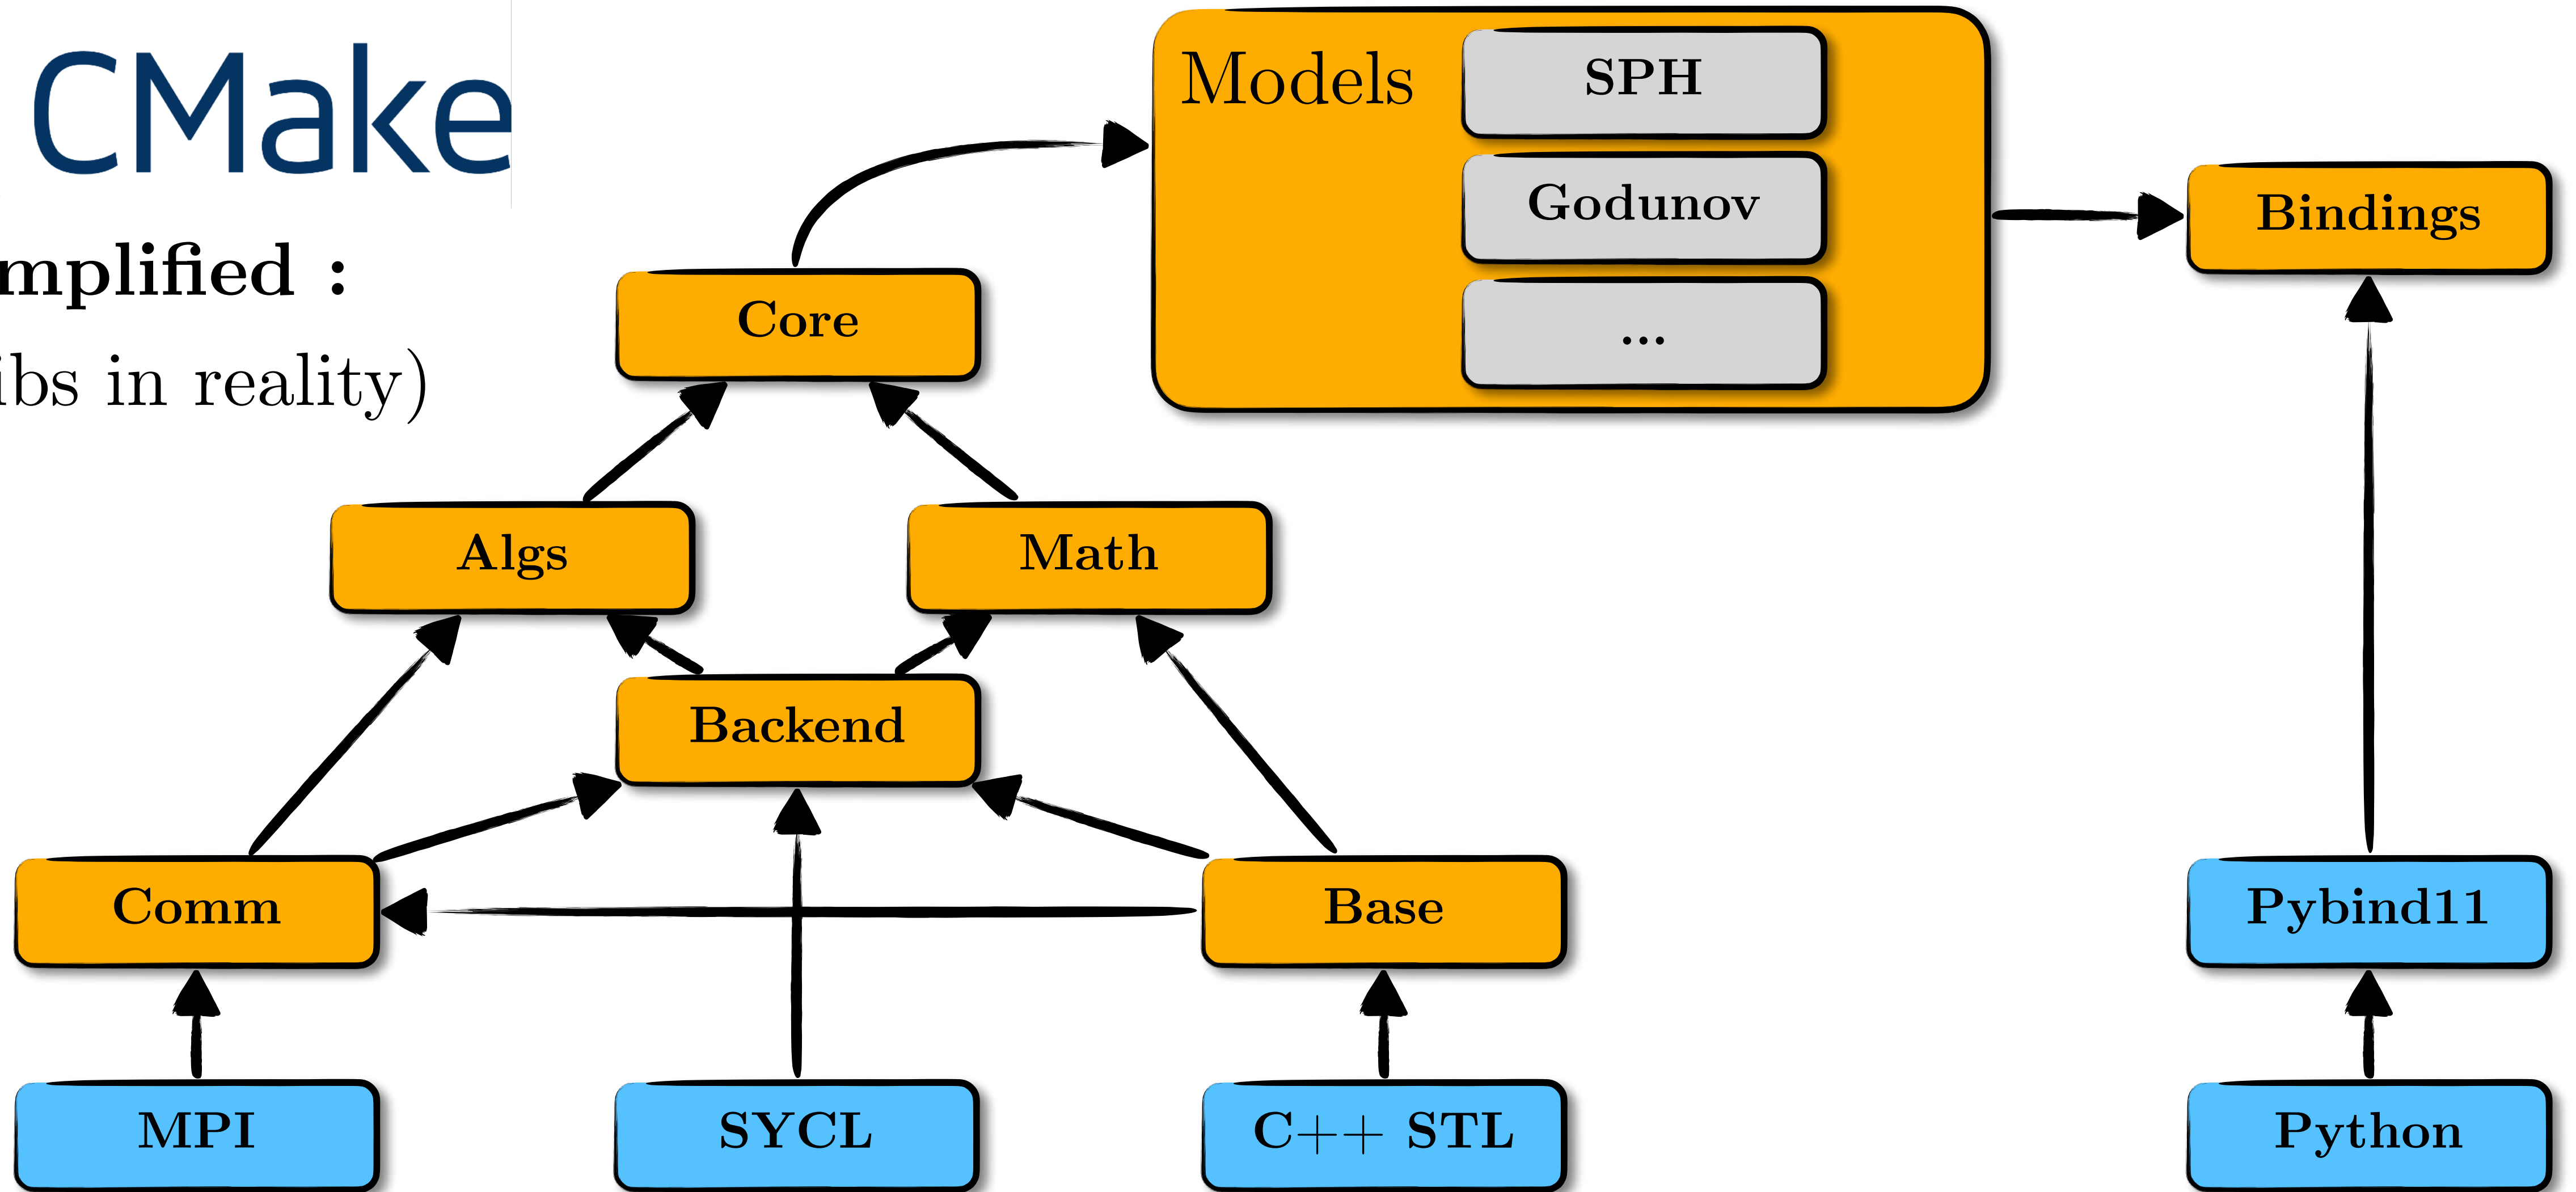 CMake
mplified :
ibs in reality)
Models
SPH
Godunov
...
Bindings
Core
Algs
Math
Backend
Comm
Base
Pybind11
MPI
SYCL
C++ STL
Python